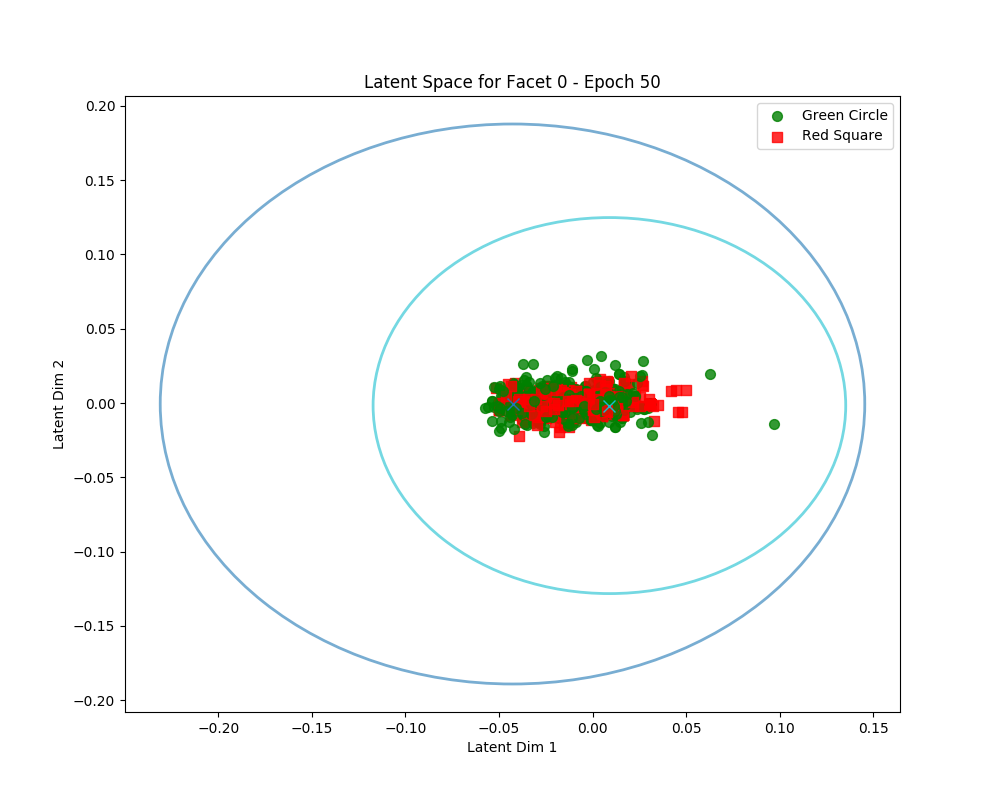 Latent Space for Facet 0 - Epoch 50
Green Circle
Red Square
0.20
0.15
0.10
0.05
0.00
−0.05
−0.10
−0.15
−0.20
Latent Dim 2
−0.20 −0.15 −0.10 −0.05 0.00 0.05 0.10 0.15
Latent Dim 1